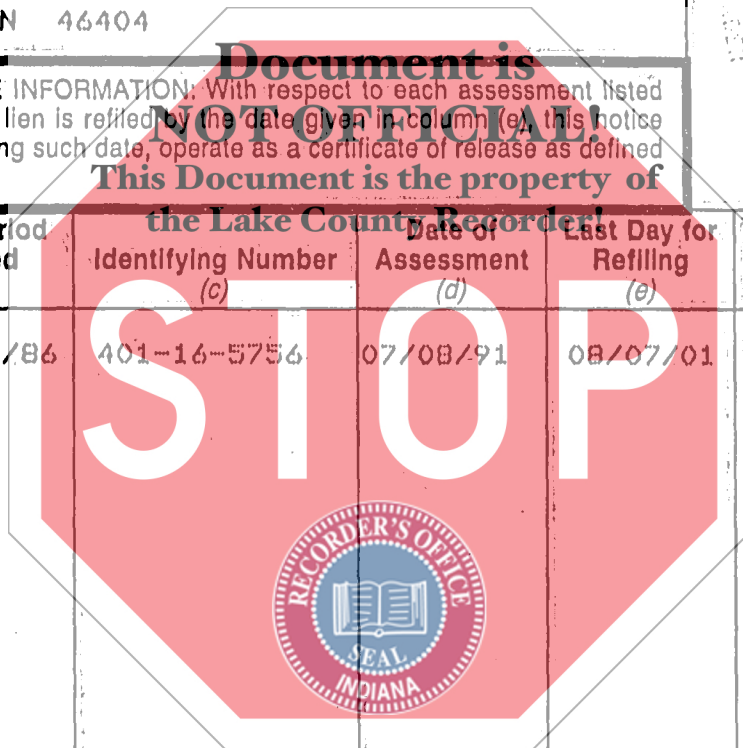 N 46404
Document is
INFORMATION: With respect to each assessment listed
NOT OFFICIAL!
lien is refiled by the date given in column (e), this notice
ng such date, operate as a certificate of release as defined
This Document is the property of
the Lake County Recorder!
riod
d
Identifying Number
(c)
Date of
Assessment
(d)
Last Day for
Refiling
(e)
/86 401-16-5756 07/08/91 08/07/01
STOP
RECORDER'S OFFICE
SEAL
INDIANA